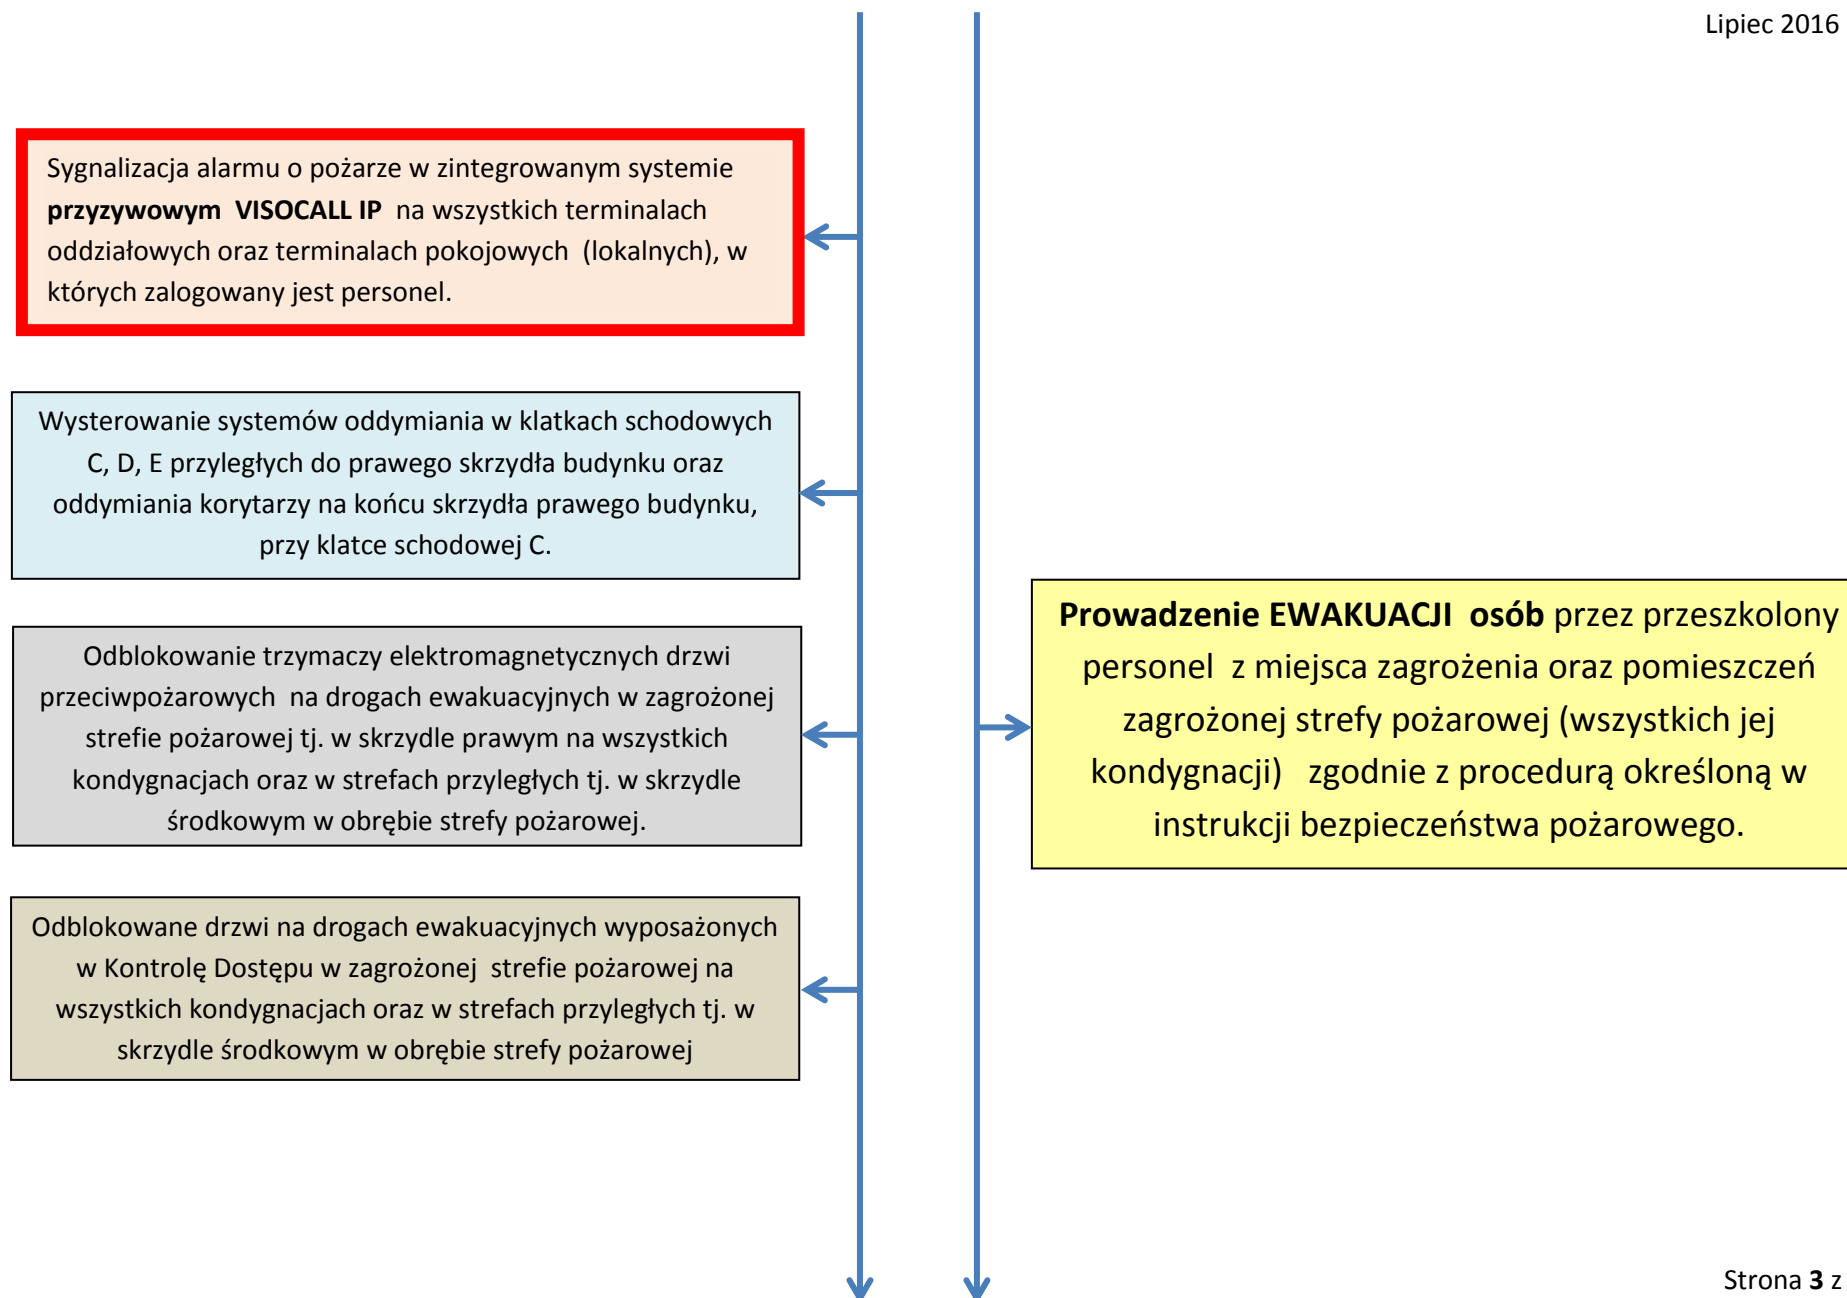 Lipiec 2016
Sygnalizacja alarmu o pożarze w zintegrowanym systemie
przyzywowym VISOCALL IP na wszystkich terminalach
oddziałowych oraz terminalach pokojowych (lokalnych), w
których zalogowany jest personel.
Wysterowanie systemów oddymiania w klatkach schodowych
C, D, E przyległych do prawego skrzydła budynku oraz
oddymiania korytarzy na końcu skrzydła prawego budynku,
przy klatce schodowej C.
Odblokowanie trzymaczy elektromagnetycznych drzwi
przeciwpożarowych na drogach ewakuacyjnych w zagrożonej
strefie pożarowej tj. w skrzydle prawym na wszystkich
kondygnacjach oraz w strefach przyległych tj. w skrzydle
środkowym w obrębie strefy pożarowej.
Prowadzenie EWAKUACJI osób przez przeszkolony
personel z miejsca zagrożenia oraz pomieszczeń
zagrożonej strefy pożarowej (wszystkich jej
kondygnacji) zgodnie z procedurą określoną w
instrukcji bezpieczeństwa pożarowego.
Odblokowane drzwi na drogach ewakuacyjnych wyposażonych
w Kontrolę Dostępu w zagrożonej strefie pożarowej na
wszystkich kondygnacjach oraz w strefach przyległych tj. w
skrzydle środkowym w obrębie strefy pożarowej
Strona 3 z